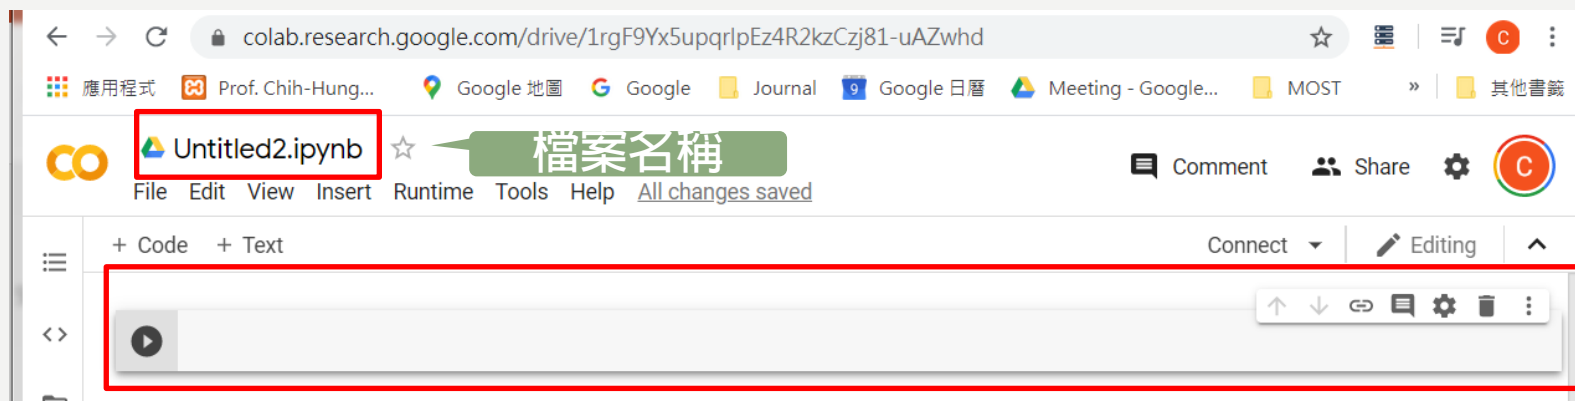 colab.research.google.com/drive/1rgF9Yx5upqrlpEz4R2kzCzj81-uAZwhd
C
應用程式 Prof. Chih-Hung... Google 地圖 G Google Journal 9 Google 日曆 Meeting - Google... MOST » 其他書籤
CO Untitled2.ipynb 檔案名稱 Comment Share C
File Edit View Insert Runtime Tools Help All changes saved
+ Code + Text Connect Editing